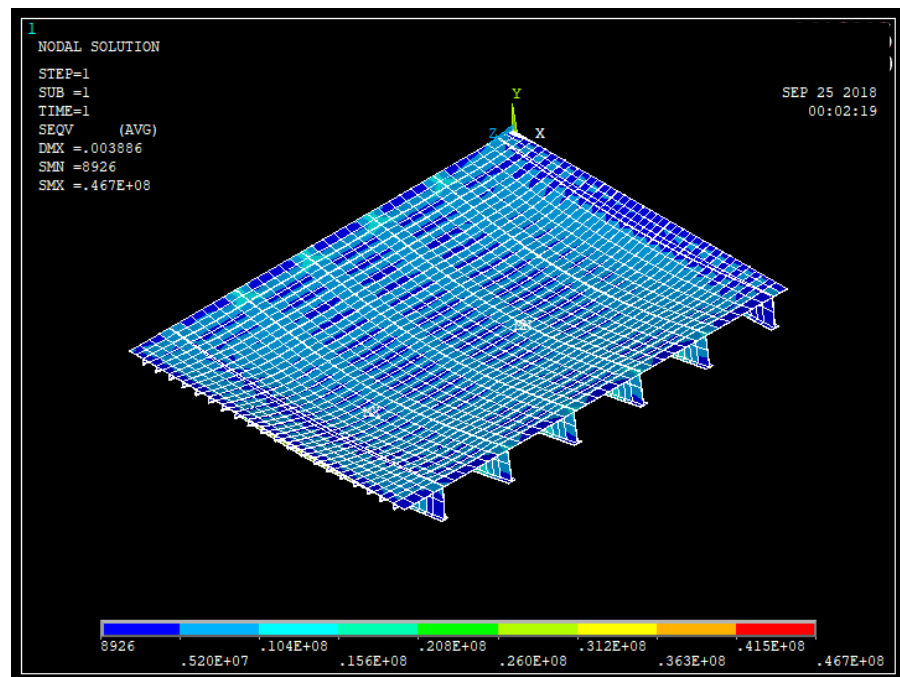 1
NODAL SOLUTION
STEP=1
SUB =1
TIME=1
SEQV (AVG)
DMX =.003886
SMN =8926
SMX =.467E+08
SEP 25 2018
00:02:19
Y
Z X
MN
MX
8926 .104E+08 .208E+08 .312E+08 .415E+08
.520E+07 .156E+08 .260E+08 .363E+08 .467E+08